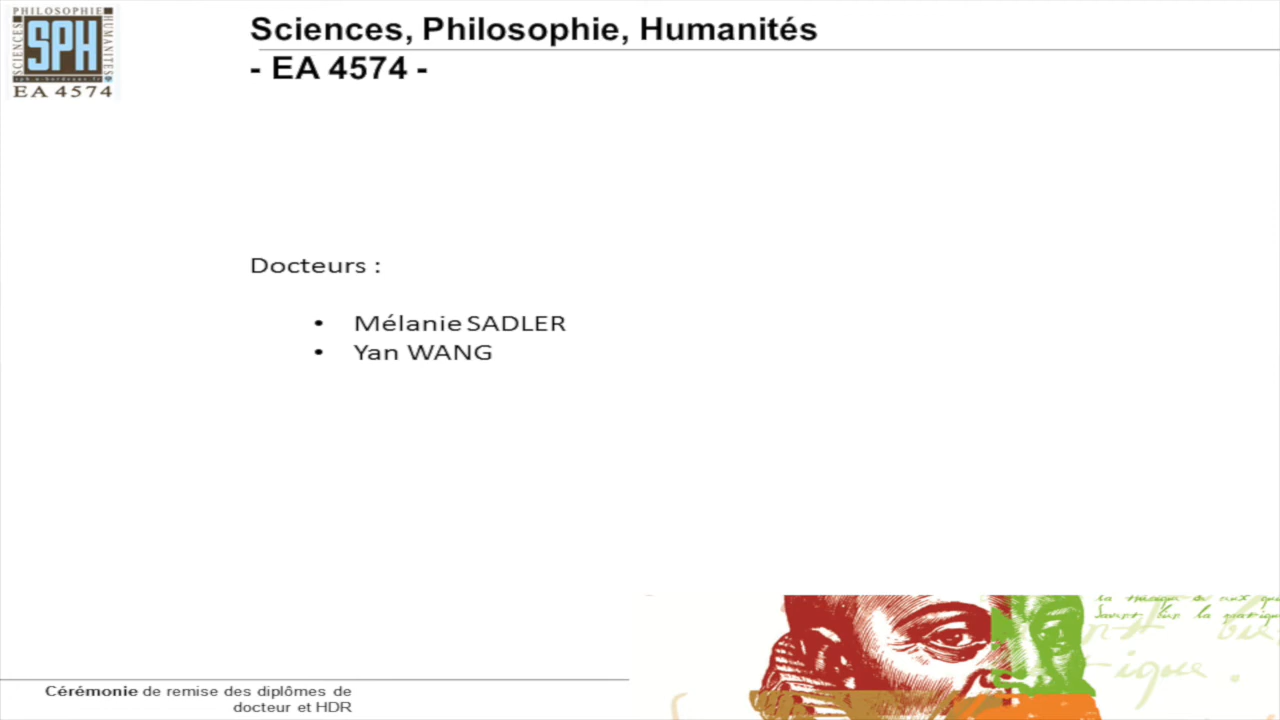 PHILOSOPHIE
SCIENCES
SPH
HUMANITÉS
EA 4574
Sciences, Philosophie, Humanités
- EA 4574 -
Docteurs :
• Mélanie SADLER
• Yan WANG
Cérémonie de remise des diplômes de
docteur et HDR